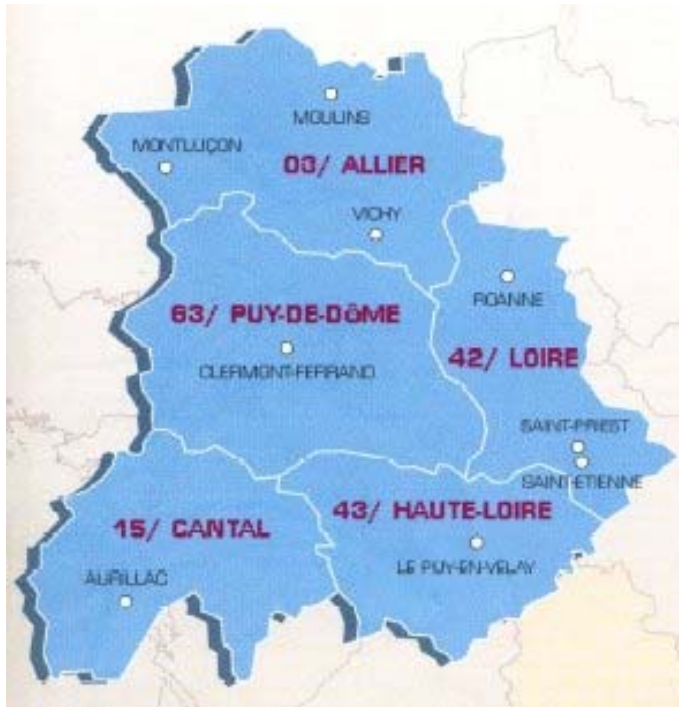 MOULINS
MONTLUÇON
03/ ALLIER
VICHY
ROANNE
63/ PUY-DE-DôME
CLERMONT-FERRAND
42/ LOIRE
SAINT-PRIEST
SAINT-ETIENNE
43/ HAUTE-LOIRE
15/ CANTAL
LE PUY-EN-VELAY
AURILLAC